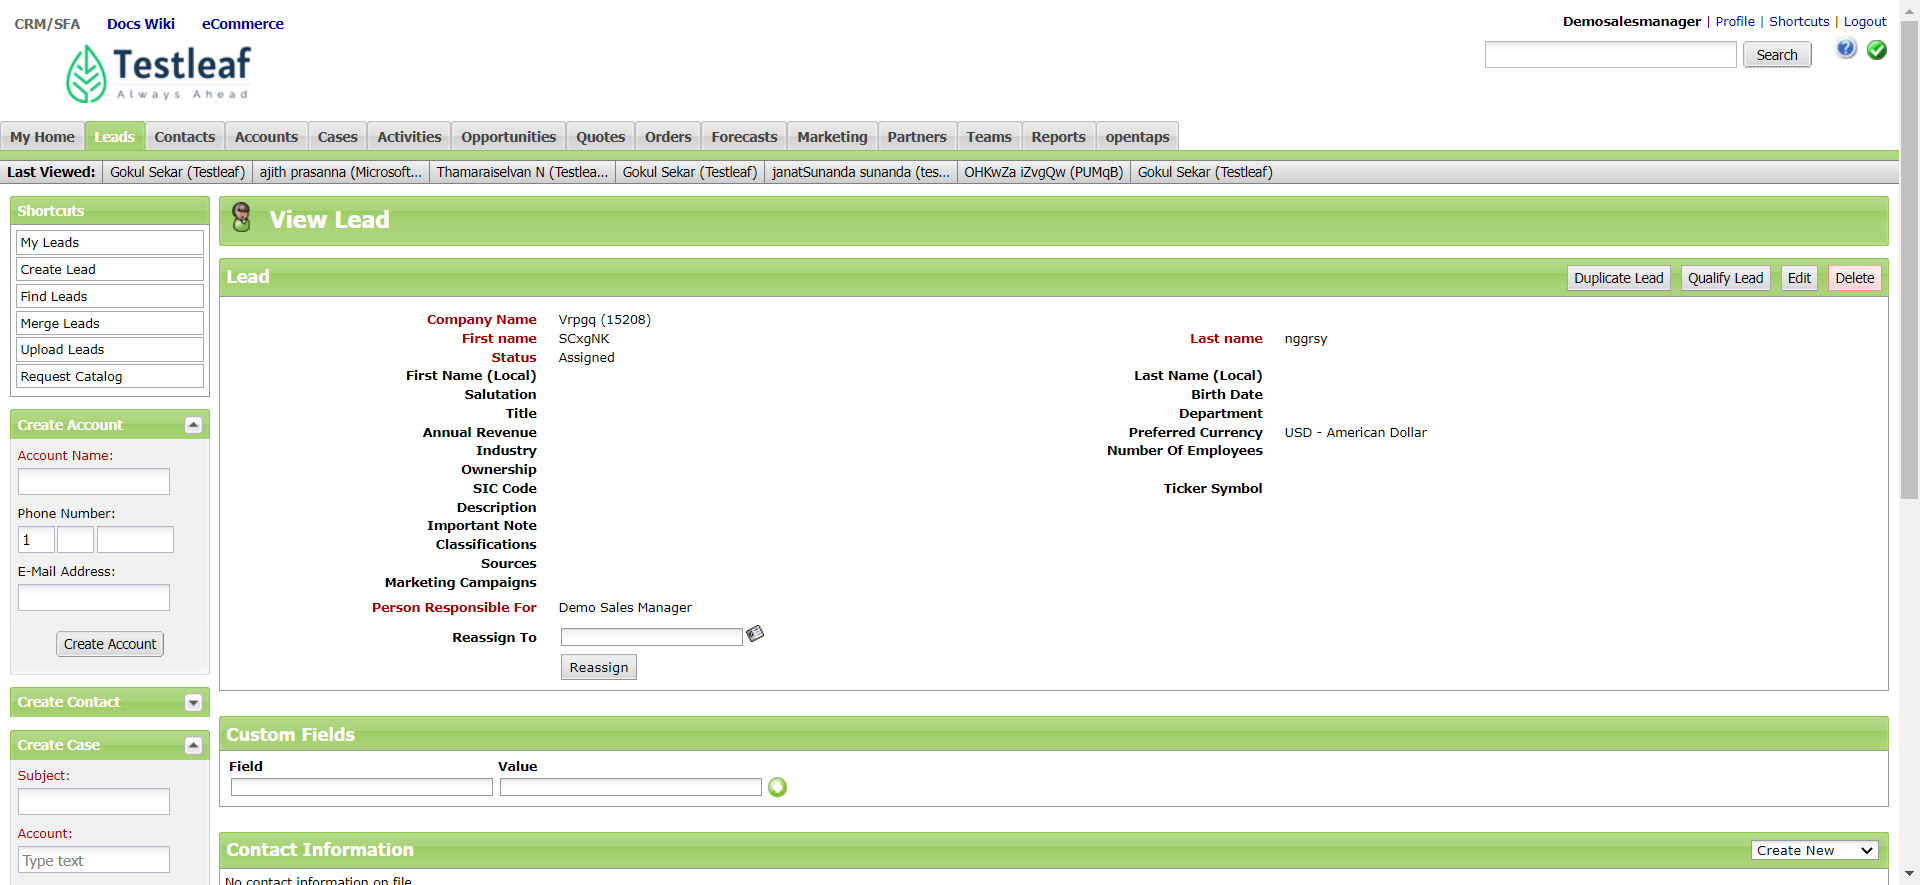 CRM/SFA Docs Wiki eCommerce
Demosalesmanager | Profile | Shortcuts | Logout
Testleaf
Always Ahead
Search
My Home Leads Contacts Accounts Cases Activities Opportunities Quotes Orders Forecasts Marketing Partners Teams Reports opentaps
Last Viewed: Gokul Sekar (Testleaf) ajith prasanna (Microsoft... Thamaraiselvan N (Testlea... Gokul Sekar (Testleaf) janatSunanda sunanda (tes... OHKwZa iZvgQw (PUMqB) Gokul Sekar (Testleaf)
Shortcuts
My Leads
Create Lead
Find Leads
Merge Leads
Upload Leads
Request Catalog
Create Account
Account Name:
Phone Number:
1
E-Mail Address:
Create Account
Create Contact
Create Case
Subject:
Account:
Type text
View Lead
Lead
Duplicate Lead Qualify Lead Edit Delete
Company Name Vrpgq (15208)
First name SCxgNK Last name nggrsy
Status Assigned
First Name (Local) Last Name (Local)
Salutation Birth Date
Title Department
Annual Revenue Preferred Currency USD - American Dollar
Industry Number Of Employees
Ownership
SIC Code Ticker Symbol
Description
Important Note
Classifications
Sources
Marketing Campaigns
Person Responsible For Demo Sales Manager
Reassign To
Reassign
Custom Fields
Field Value
Contact Information
Create New
No contact information on file